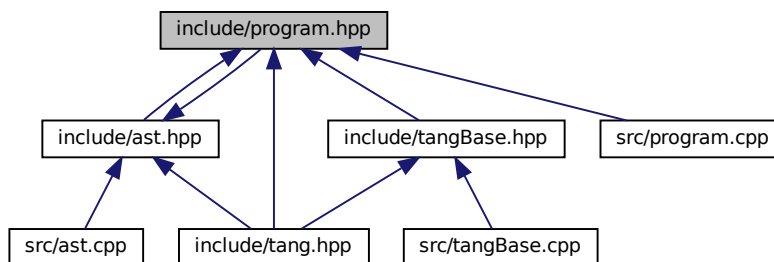 include/program.hpp
include/ast.hpp
include/tangBase.hpp
src/program.cpp
src/ast.cpp
include/tang.hpp
src/tangBase.cpp